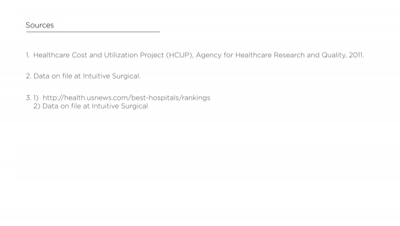 Sources
1. Healthcare Cost and Utilization Project (HCUP), Agency for Healthcare Research and Quality, 2011.
2. Data on file at Intuitive Surgical.
3. 1) http://health.usnews.com/best-hospitals/rankings
2) Data on file at Intuitive Surgical